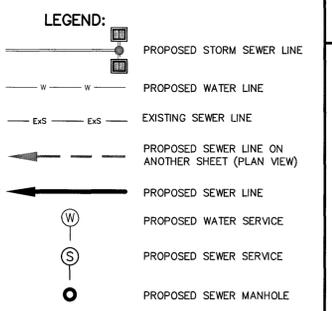 LEGEND:
PROPOSED STORM SEWER LINE
W W PROPOSED WATER LINE
ExS ExS EXISTING SEWER LINE
PROPOSED SEWER LINE ON
ANOTHER SHEET (PLAN VIEW)
PROPOSED SEWER LINE
W PROPOSED WATER SERVICE
S PROPOSED SEWER SERVICE
PROPOSED SEWER MANHOLE